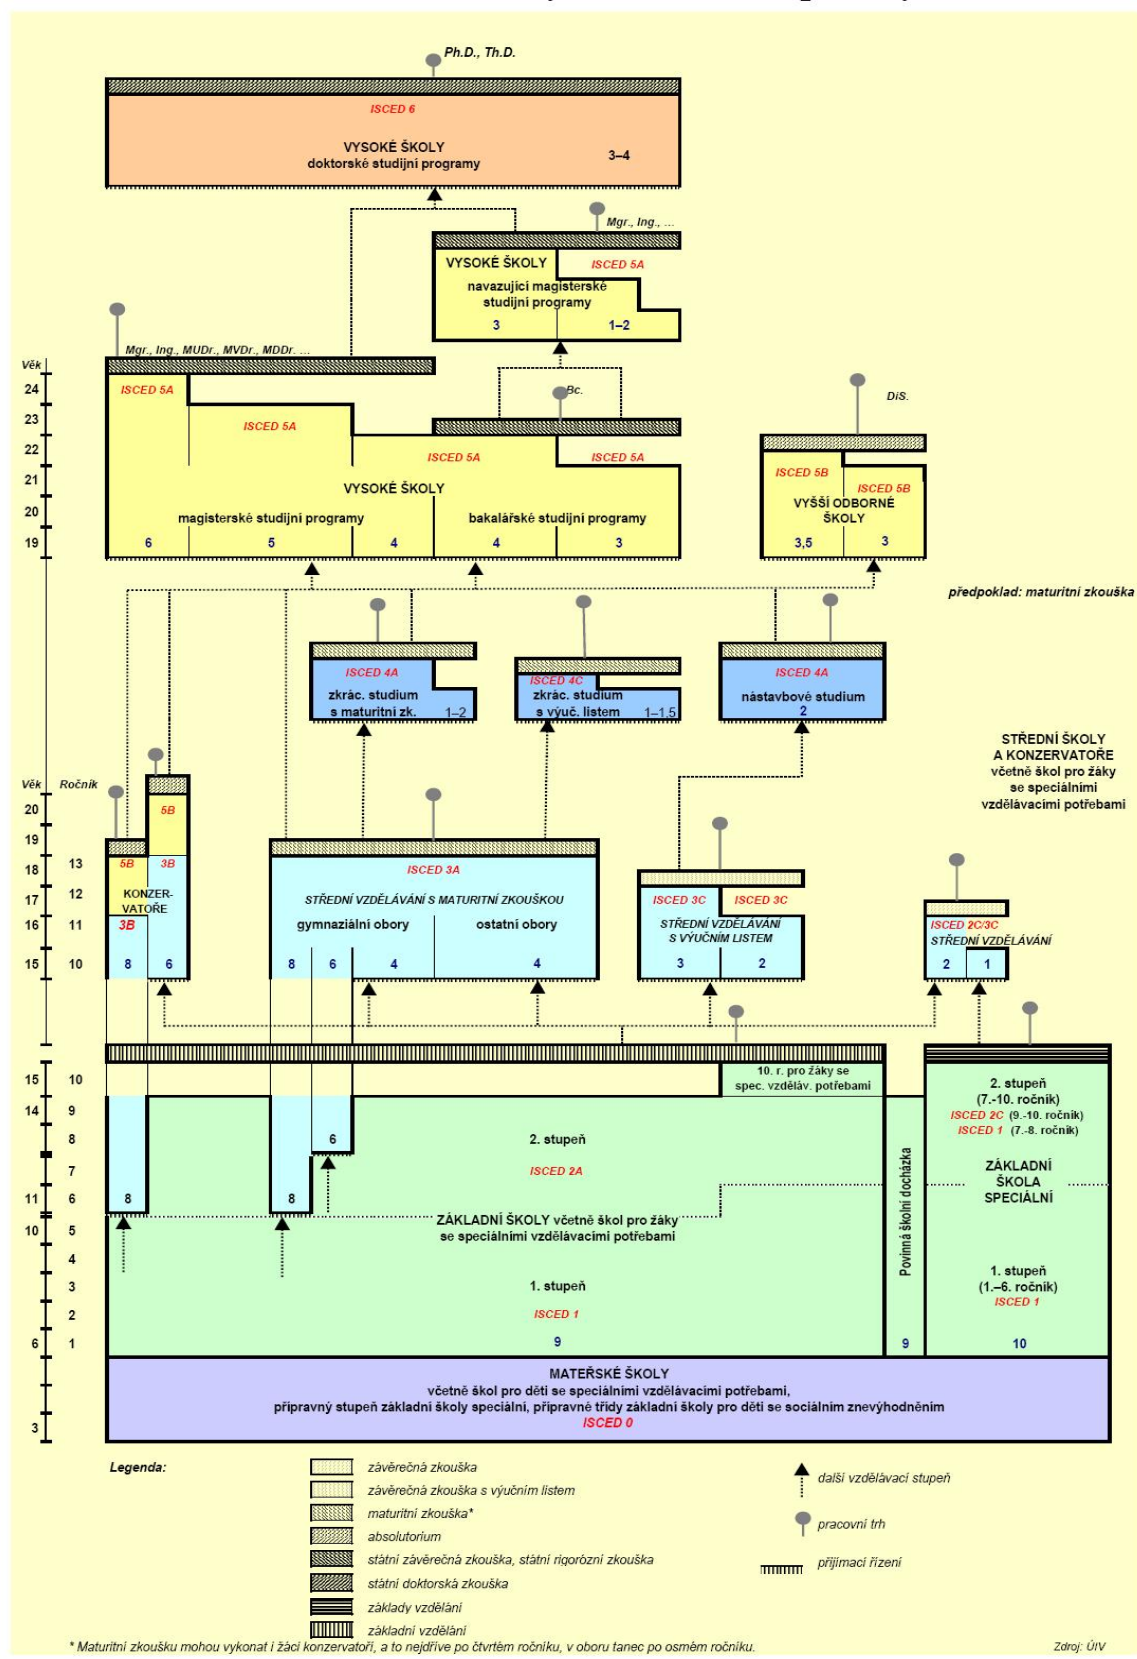 Ph.D., Th.D.
ISCED 6
VYSOKÉ ŠKOLY
doktorské studijní programy
3–4
Mgr., Ing., ...
VYSOKÉ ŠKOLY
ISCED 5A
navazující magisterské
studijní programy
3
1–2
Mgr., Ing., MUDr., MVDr., MDDr. ...
Věk
24
ISCED 5A
Bc.
DiS.
23
ISCED 5A
22
ISCED 5A
ISCED 5A
21
ISCED 5B
ISCED 5B
VYSOKÉ ŠKOLY
20
VYŠŠÍ ODBORNÉ
ŠKOLY
magisterské studijní programy
bakalářské studijní programy
19
6
5
4
4
3
3,5
3
předpoklad: maturitní zkouška
ISCED 4A
zkrác. studium
s maturitní zk.
1–2
ISCED 4C
zkrác. studium
s výuč. listem
1–1.5
ISCED 4A
nástavbové studium
2
STŘEDNÍ ŠKOLY
A KONZERVATOŘE
včetně škol pro žáky
se speciálními
vzdělávacími potřebami
Věk
Ročník
20
5B
19
18
13
5B
3B
ISCED 3A
17
12
KONZER-
VATOŘE
STŘEDNÍ VZDĚLÁVÁNÍ S MATURITNÍ ZKOUŠKOU
ISCED 3C
ISCED 3C
16
11
3B
gymnaziální obory
ostatní obory
STŘEDNÍ VZDĚLÁVÁNÍ
S VÝUČNÍM LISTEM
ISCED 2C/3C
STŘEDNÍ VZDĚLÁVÁNÍ
15
10
8
6
8
6
4
4
3
2
2
1
15
10
10. r. pro žáky se
spec. vzděláv. potřebami
2. stupeň
(7.-10. ročník)
ISCED 2C (9.-10. ročník)
ISCED 1 (7.-8. ročník)
14
9
8
6
2. stupeň
7
ISCED 2A
ZÁKLADNÍ
ŠKOLA
SPECIÁLNÍ
11
6
8
8
Povinná školní docházka
10
5
ZÁKLADNÍ ŠKOLY včetně škol pro žáky
se speciálními vzdělávacími potřebami
4
3
1. stupeň
1. stupeň
(1.–6. ročník)
ISCED 1
2
ISCED 1
6
1
9
9
10
MATEŘSKÉ ŠKOLY
včetně škol pro děti se speciálními vzdělávacími potřebami,
přípravný stupeň základní školy speciální, přípravné třídy základní školy pro děti se sociálním znevýhodněním
3
ISCED 0
Legenda:
závěrečná zkouška
závěrečná zkouška s výučním listem
maturitní zkouška*
absolutorium
státní závěrečná zkouška, státní rigorózní zkouška
státní doktorská zkouška
základy vzdělání
základní vzdělání
další vzdělávací stupeň
pracovní trh
přijímací řízení
* Maturitní zkoušku mohou vykonat i žáci konzervatoří, a to nejdříve po čtvrtém ročníku, v oboru tanec po osmém ročníku.
Zdroj: ÚIV